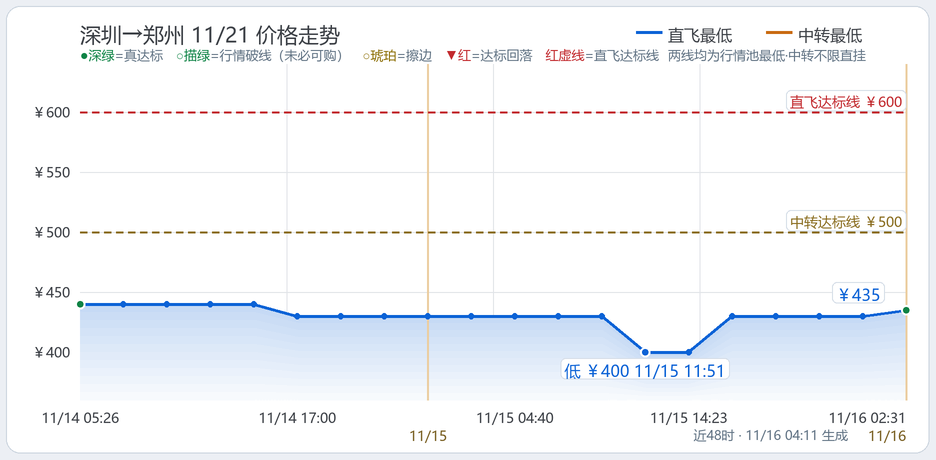 深圳→郑州 11/21 价格走势
直飞最低 中转最低
●深绿=真达标 ○描绿=行情破线（未必可购） ○琥珀=擦边 ▼红=达标回落 红虚线=直飞达标线 两线均为行情池最低·中转不限直挂
直飞达标线 ￥600
￥600
￥550
中转达标线 ￥500
￥500
￥450
￥435
￥400
低 ￥400 11/15 11:51
11/14 05:26 11/14 17:00 11/15 04:40 11/15 14:23 11/16 02:31
11/15 近48时 · 11/16 04:11 生成 11/16